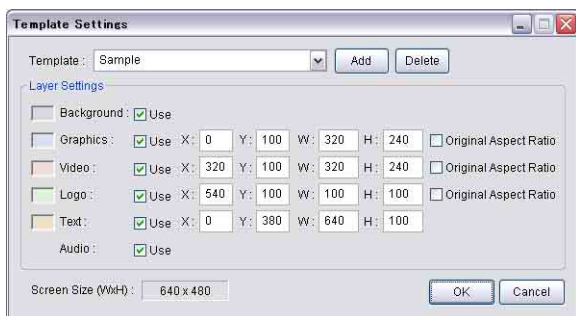 Template Settings
Template : Sample Add Delete
Layer Settings
Background : Use
Graphics : Use X : 0 Y : 100 W : 320 H : 240 Original Aspect Ratio
Video : Use X : 320 Y : 100 W : 320 H : 240 Original Aspect Ratio
Logo : Use X : 540 Y : 100 W : 100 H : 100 Original Aspect Ratio
Text : Use X : 0 Y : 380 W : 640 H : 100
Audio : Use
Screen Size (WxH) : 640 x 480 OK Cancel